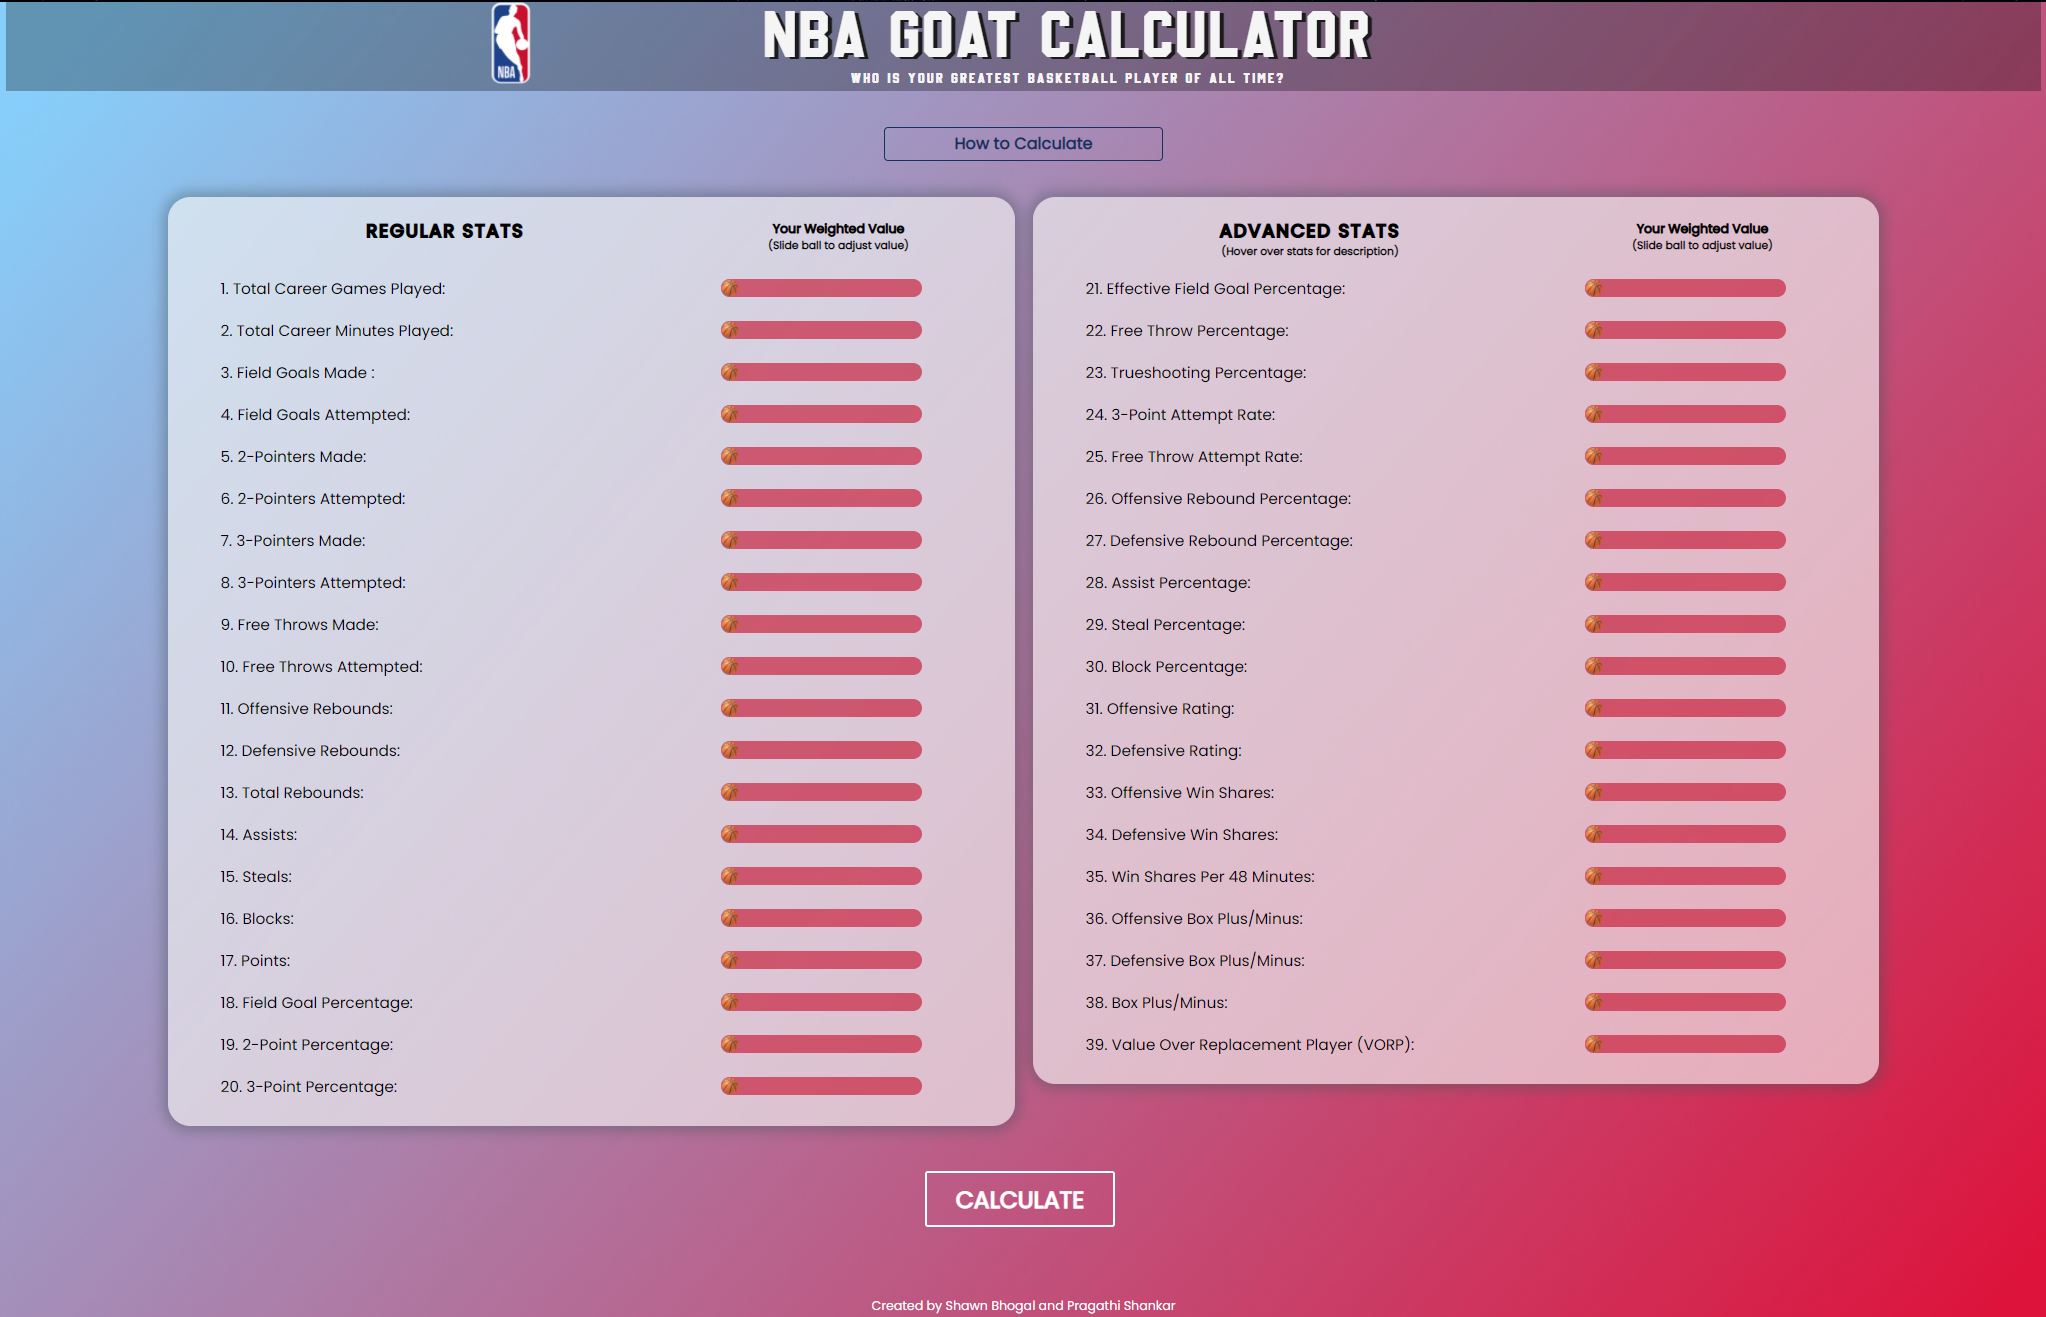 NBA
NBA GOAT CALCULATOR
WHO IS YOUR GREATEST BASKETBALL PLAYER OF ALL TIME?
How to Calculate
REGULAR STATS
Your Weighted Value
(Slide ball to adjust value)
1. Total Career Games Played:
2. Total Career Minutes Played:
3. Field Goals Made :
4. Field Goals Attempted:
5. 2-Pointers Made:
6. 2-Pointers Attempted:
7. 3-Pointers Made:
8. 3-Pointers Attempted:
9. Free Throws Made:
10. Free Throws Attempted:
11. Offensive Rebounds:
12. Defensive Rebounds:
13. Total Rebounds:
14. Assists:
15. Steals:
16. Blocks:
17. Points:
18. Field Goal Percentage:
19. 2-Point Percentage:
20. 3-Point Percentage:
ADVANCED STATS
(Hover over stats for description)
Your Weighted Value
(Slide ball to adjust value)
21. Effective Field Goal Percentage:
22. Free Throw Percentage:
23. Trueshooting Percentage:
24. 3-Point Attempt Rate:
25. Free Throw Attempt Rate:
26. Offensive Rebound Percentage:
27. Defensive Rebound Percentage:
28. Assist Percentage:
29. Steal Percentage:
30. Block Percentage:
31. Offensive Rating:
32. Defensive Rating:
33. Offensive Win Shares:
34. Defensive Win Shares:
35. Win Shares Per 48 Minutes:
36. Offensive Box Plus/Minus:
37. Defensive Box Plus/Minus:
38. Box Plus/Minus:
39. Value Over Replacement Player (VORP):
CALCULATE
Created by Shawn Bhogal and Pragathi Shankar